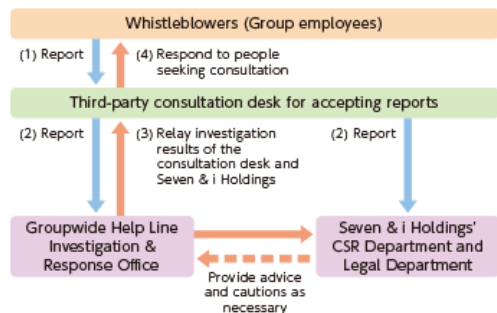 Whistleblowers (Group employees)
(1) Report
(4) Respond to people
seeking consultation
Third-party consultation desk for accepting reports
(2) Report
(3) Relay investigation
results of the
consultation desk and
Seven & i Holdings
(2) Report
Groupwide Help Line
Investigation &
Response Office
Seven & i Holdings'
CSR Department and
Legal Department
Provide advice
and cautions as
necessary